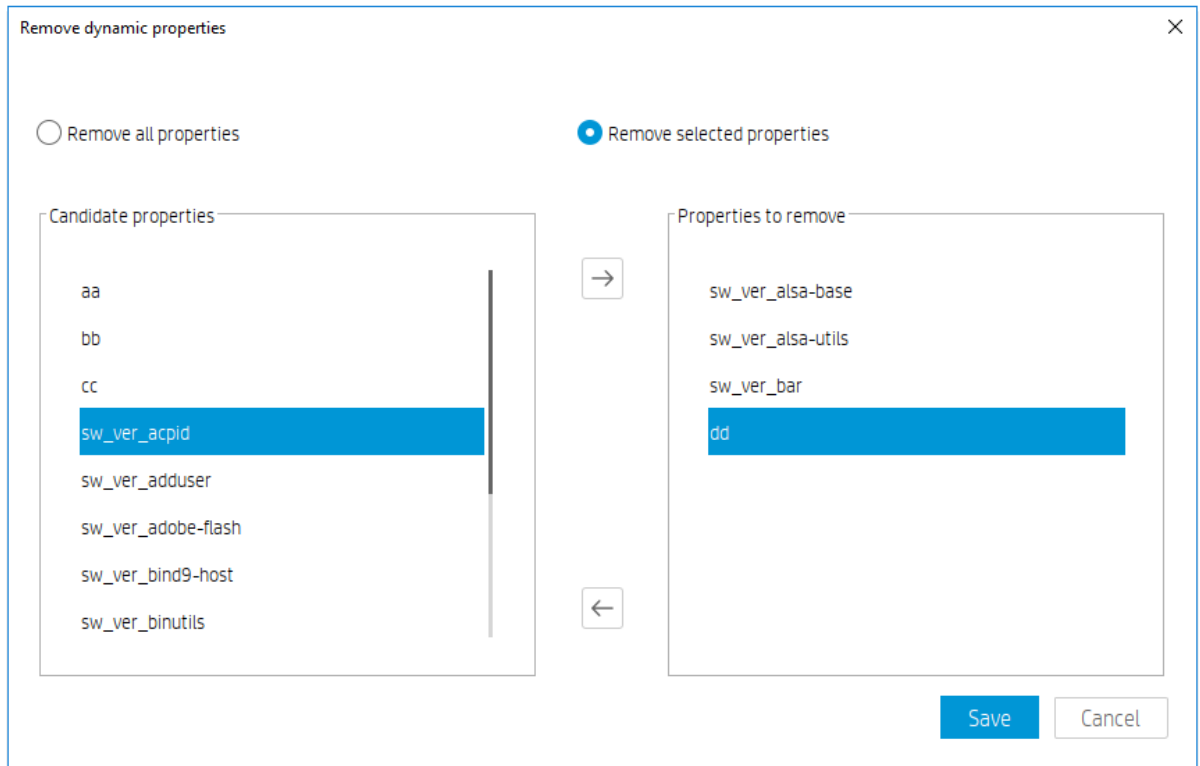 Remove dynamic properties
Remove all properties
Remove selected properties
Candidate properties
aa
bb
cc
sw_ver_acpid
sw_ver_adduser
sw_ver_adobe-flash
sw_ver_bind9-host
sw_ver_binutils
Properties to remove
sw_ver_alsa-base
sw_ver_alsa-utils
sw_ver_bar
dd
Save
Cancel